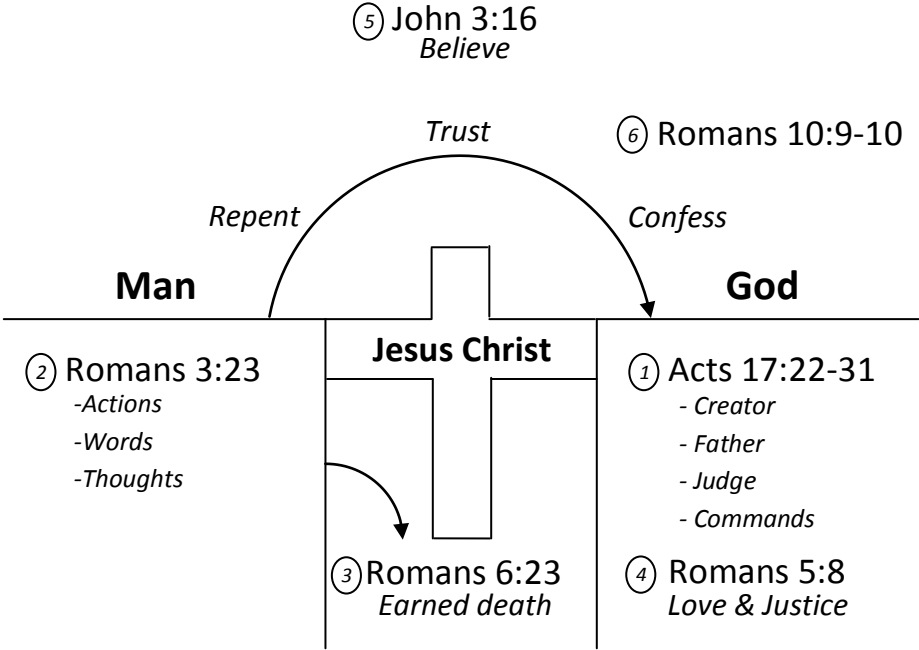 ⑤ John 3:16
Believe
Trust
⑥ Romans 10:9-10
Repent
Confess
Man
God
Jesus Christ
② Romans 3:23
-Actions
-Words
-Thoughts
① Acts 17:22-31
- Creator
- Father
- Judge
- Commands
③ Romans 6:23
Earned death
④ Romans 5:8
Love & Justice